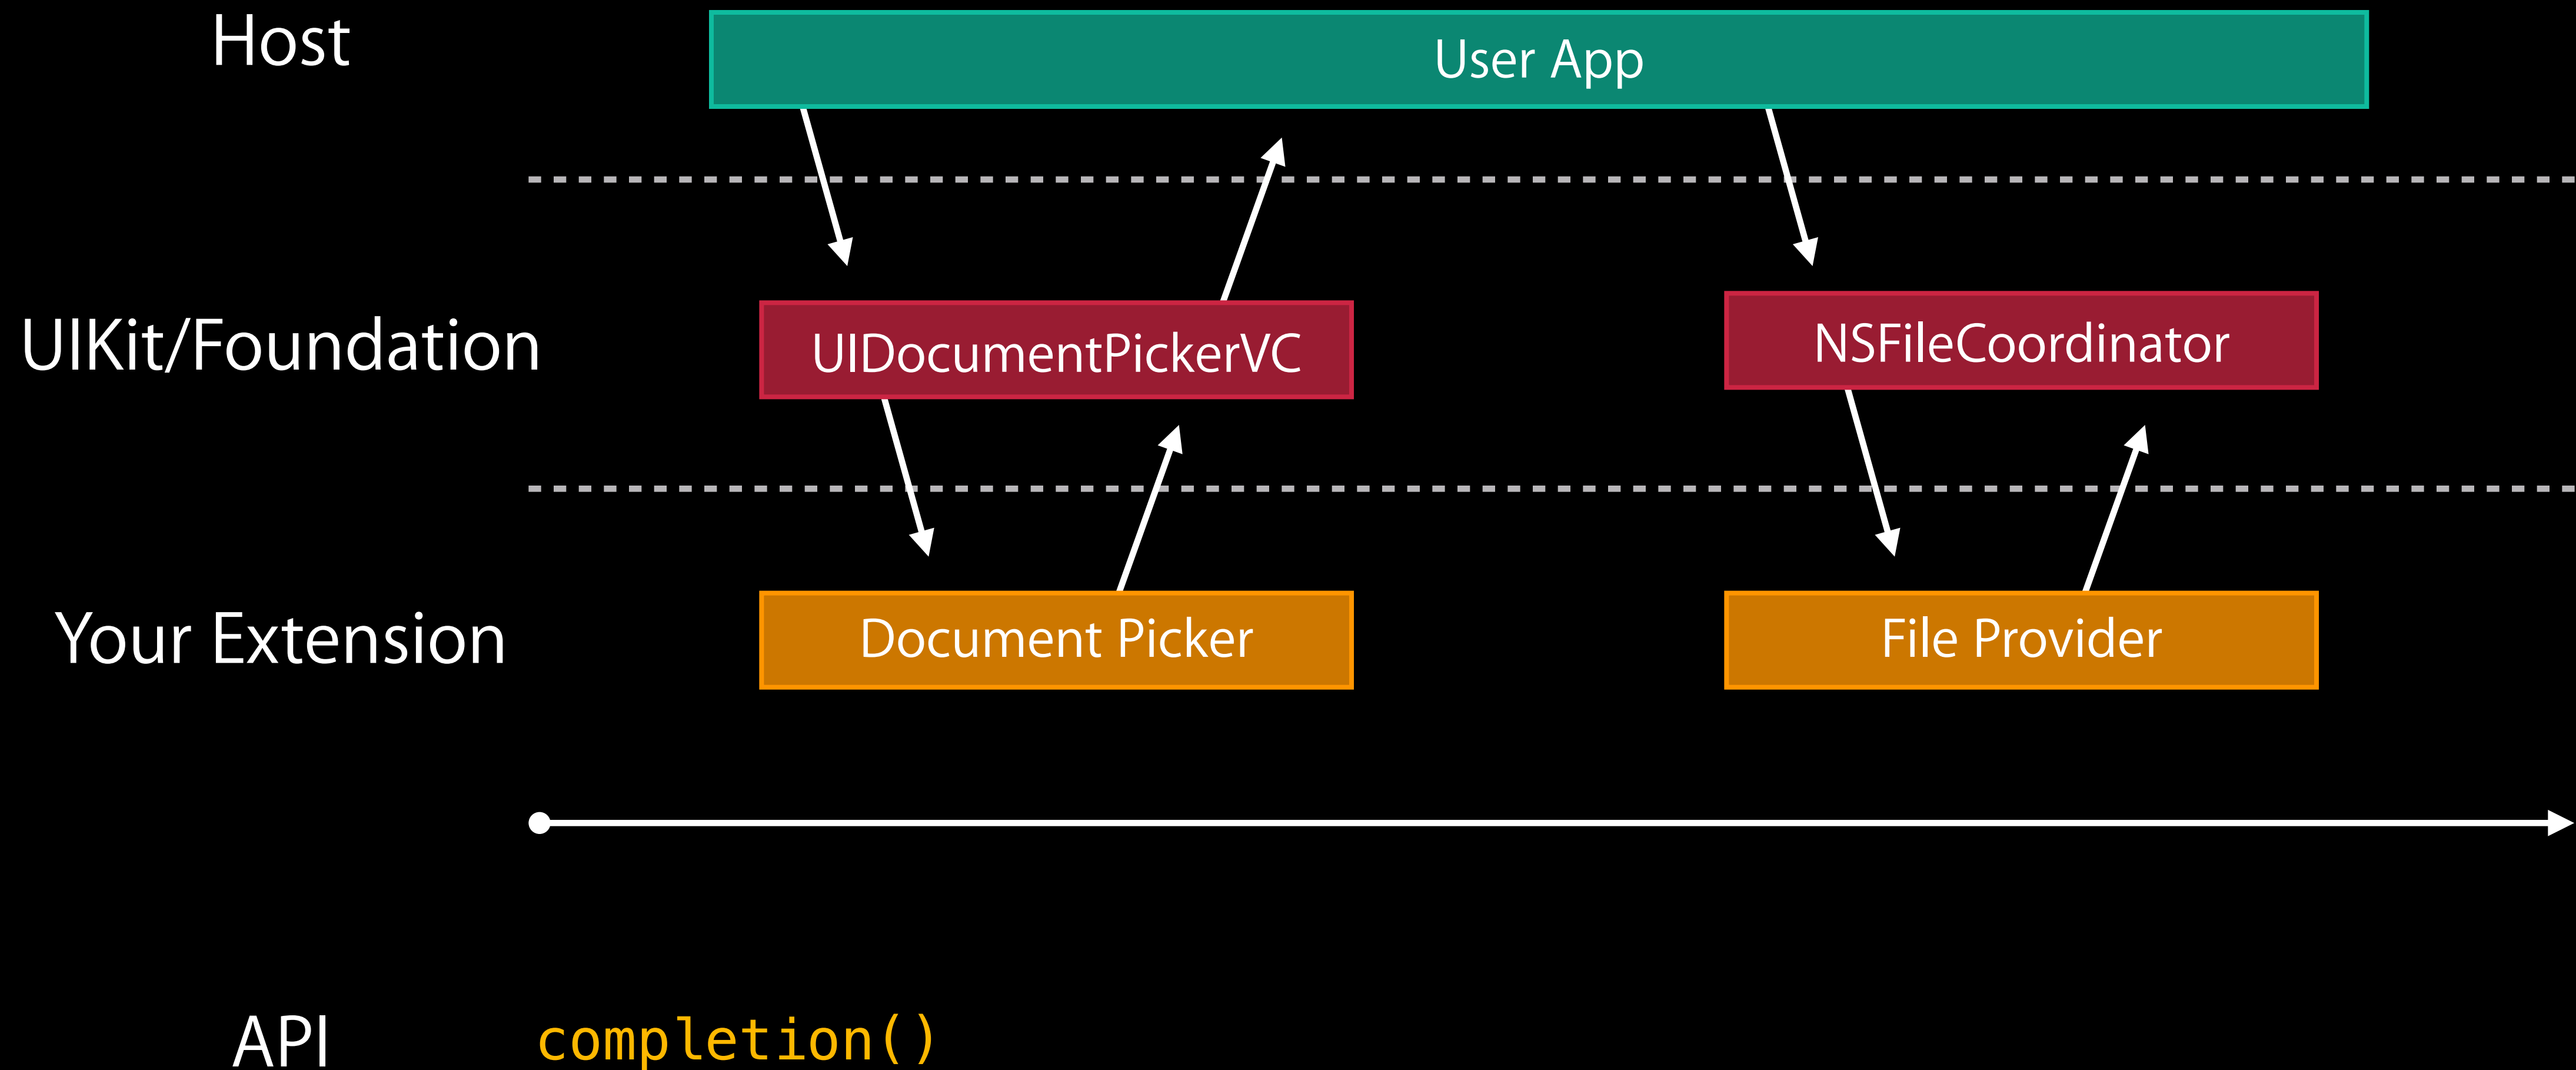 Host
User App
UIKit/Foundation
UIDocumentPickerVC
NSFileCoordinator
Your Extension
Document Picker
File Provider
API
completion()